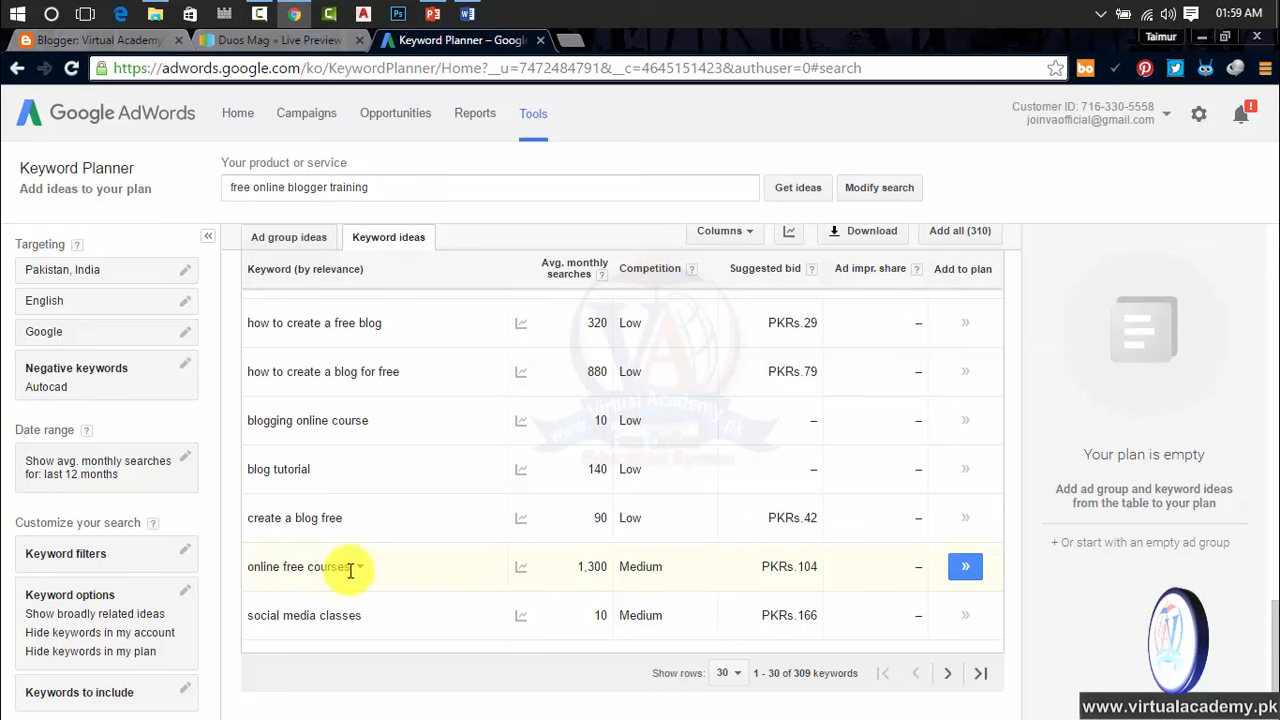 01:59 AM
Blogger: Virtual Academy
Duos Mag » Live Preview
Keyword Planner – Googl
Taimur
https://adwords.google.com/ko/KeywordPlanner/Home?__u=7472484791&__c=4645151423&authuser=0#search
Google AdWords
Home
Campaigns
Opportunities
Reports
Tools
Customer ID: 716-330-5558
joinvaofficial@gmail.com
Keyword Planner
Add ideas to your plan
Your product or service
free online blogger training
Get ideas
Modify search
Targeting ?
Pakistan, India
English
Google
Negative keywords
Autocad
Date range ?
Show avg. monthly searches
for: last 12 months
Customize your search ?
Keyword filters
Keyword options
Show broadly related ideas
Hide keywords in my account
Hide keywords in my plan
Keywords to include
Ad group ideas
Keyword ideas
Columns
Download
Add all (310)
Keyword (by relevance)
Avg. monthly
searches ?
Competition ?
Suggested bid ?
Ad impr. share ?
Add to plan
how to create a free blog 320 Low PKRs.29 – »
how to create a blog for free 880 Low PKRs.79 – »
blogging online course 10 Low – – »
blog tutorial 140 Low – – »
create a blog free 90 Low PKRs.42 – »
online free courses 1,300 Medium PKRs.104 – »
social media classes 10 Medium PKRs.166 – »
Show rows: 30 1 - 30 of 309 keywords
Your plan is empty
Add ad group and keyword ideas
from the table to your plan
+ Or start with an empty ad group
VA
Virtual Academy
www.virtualacademy.pk